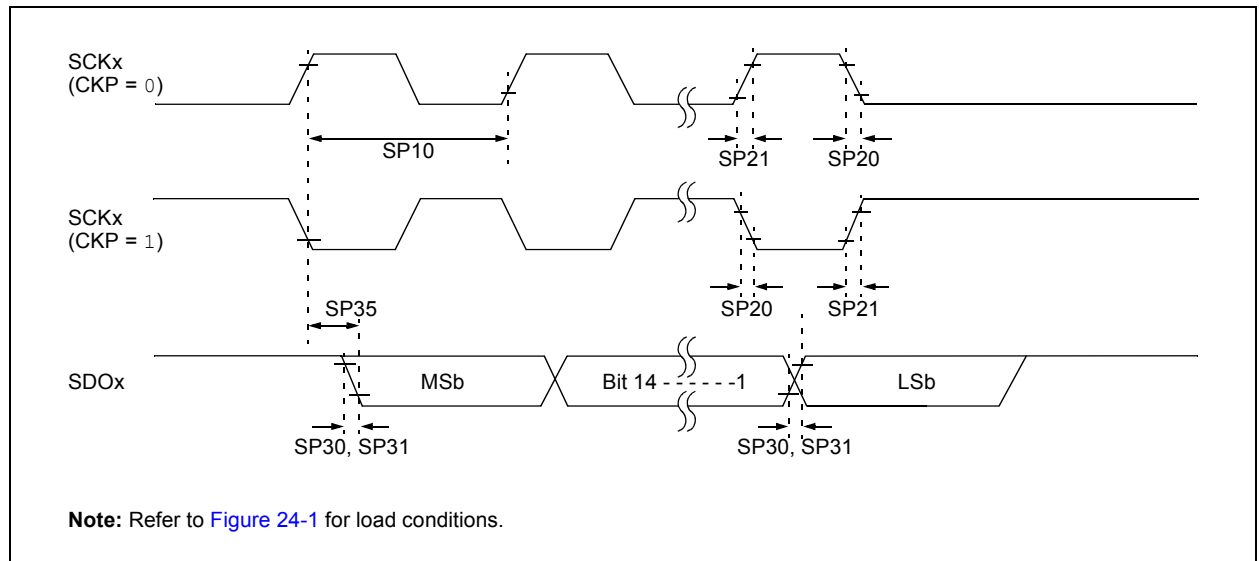 SCKx
(CKP = 0)
SP10
SP21
SP20
SCKx
(CKP = 1)
SP35
SP20
SP21
SDOx
MSb
Bit 14 - - - - - -1
LSb
SP30, SP31
SP30, SP31
Note: Refer to Figure 24-1 for load conditions.